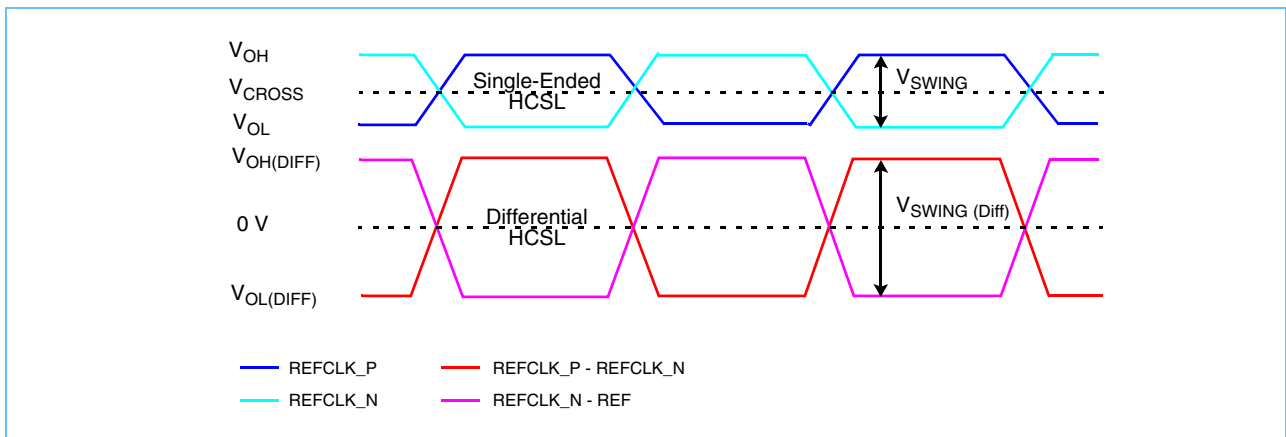 VOH
VCROSS
VOL
Single-Ended
HCSL
VSWING
VOH(DIFF)
0 V
VOL(DIFF)
Differential
HCSL
VSWING (Diff)
REFCLK_P
REFCLK_P - REFCLK_N
REFCLK_N
REFCLK_N - REF